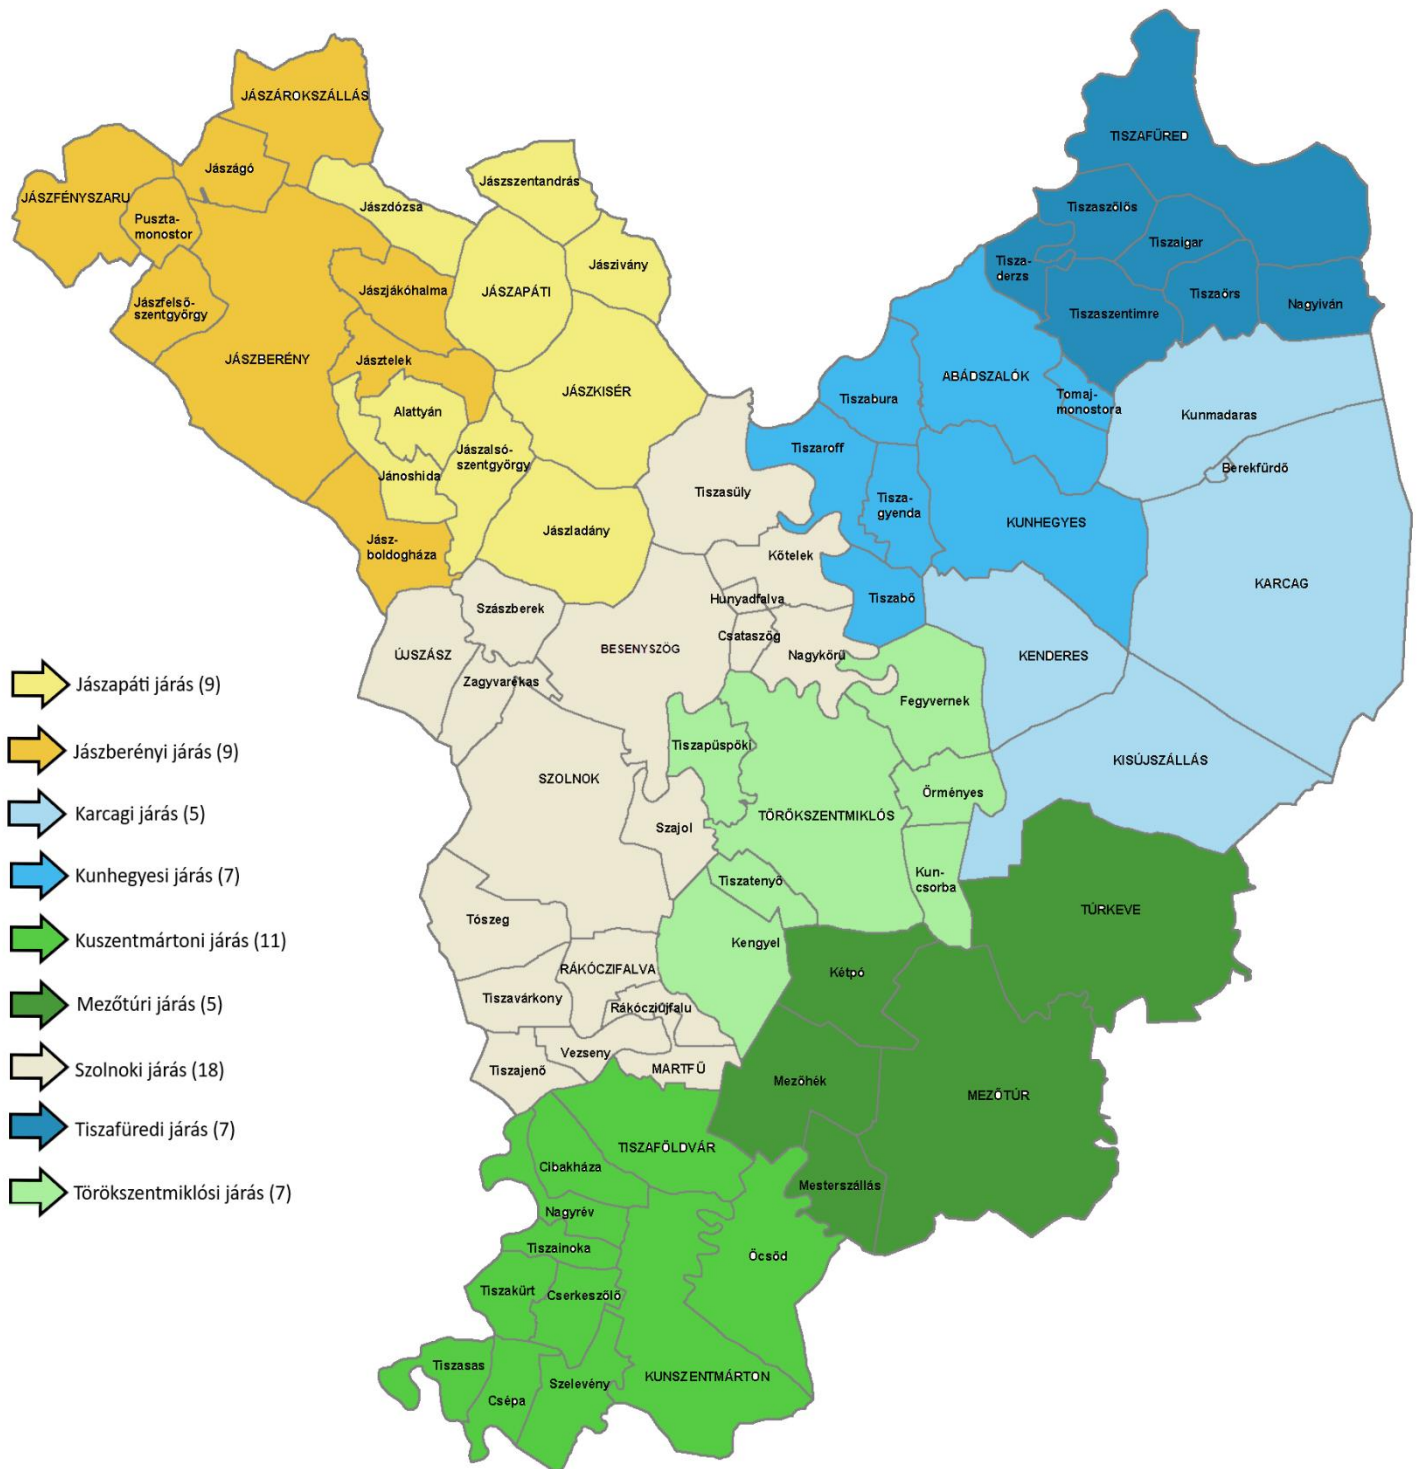 JÁSZÁROKSZÁLLÁS
TISZAFÜRED
Jászágó
Jászszentandrás
JÁSZFÉNYSZARU
Jászdózsa
Tiszaszőlős
Puszta-
monostor
Tiszaigar
Tisza-
derzs
Jászivány
Jászjákóhalma
JÁSZAPÁTI
Tiszaörs
Nagyiván
Jászfelső-
szentgyörgy
Tiszaszentimre
JÁSZBERÉNY
Jásztelek
ABÁDSZALÓK
JÁSZKISÉR
Tiszabura
Tomaj-
monostora
Alattyán
Kunmadaras
Tiszaroff
Jászalsó-
szentgyörgy
Berekfürdő
Jánoshida
Tiszasüly
Tisza-
gyenda
KUNHEGYES
Jászladány
Jász-
boldogháza
Kőtelek
KARCAG
Hunyadfalva
Tiszabő
Szászberek
Csataszög
BESENYSZÖG
ÚJSZÁSZ
Nagykörű
KENDERES
Zagyvarékas
Fegyvernek
Jászapáti járás (9)
Tiszapüspöki
Jászberényi járás (9)
KISÚJSZÁLLÁS
SZOLNOK
Örményes
Karcagi járás (5)
TÖRÖKSZENTMIKLÓS
Szajol
Kunhegyesi járás (7)
Kun-
csorba
Tiszatenyő
TÚRKEVE
Tószeg
Kuszentmártoni járás (11)
Kengyel
RÁKÓCZIFALVA
Kétpó
Tiszavárkony
Mezőtúri járás (5)
Rákócziújfalu
Vezseny
Szolnoki járás (18)
Tiszajenő
MARTFŰ
Mezőhék
MEZŐTÚR
Tiszafüredi járás (7)
TISZAFÖLDVÁR
Cibakháza
Mesterszállás
Törökszentmiklósi járás (7)
Nagyrév
Tiszainoka
Öcsöd
Tiszakürt
Cserkeszőlő
Tiszasas
KUNSZENTMÁRTON
Szelevény
Csépa